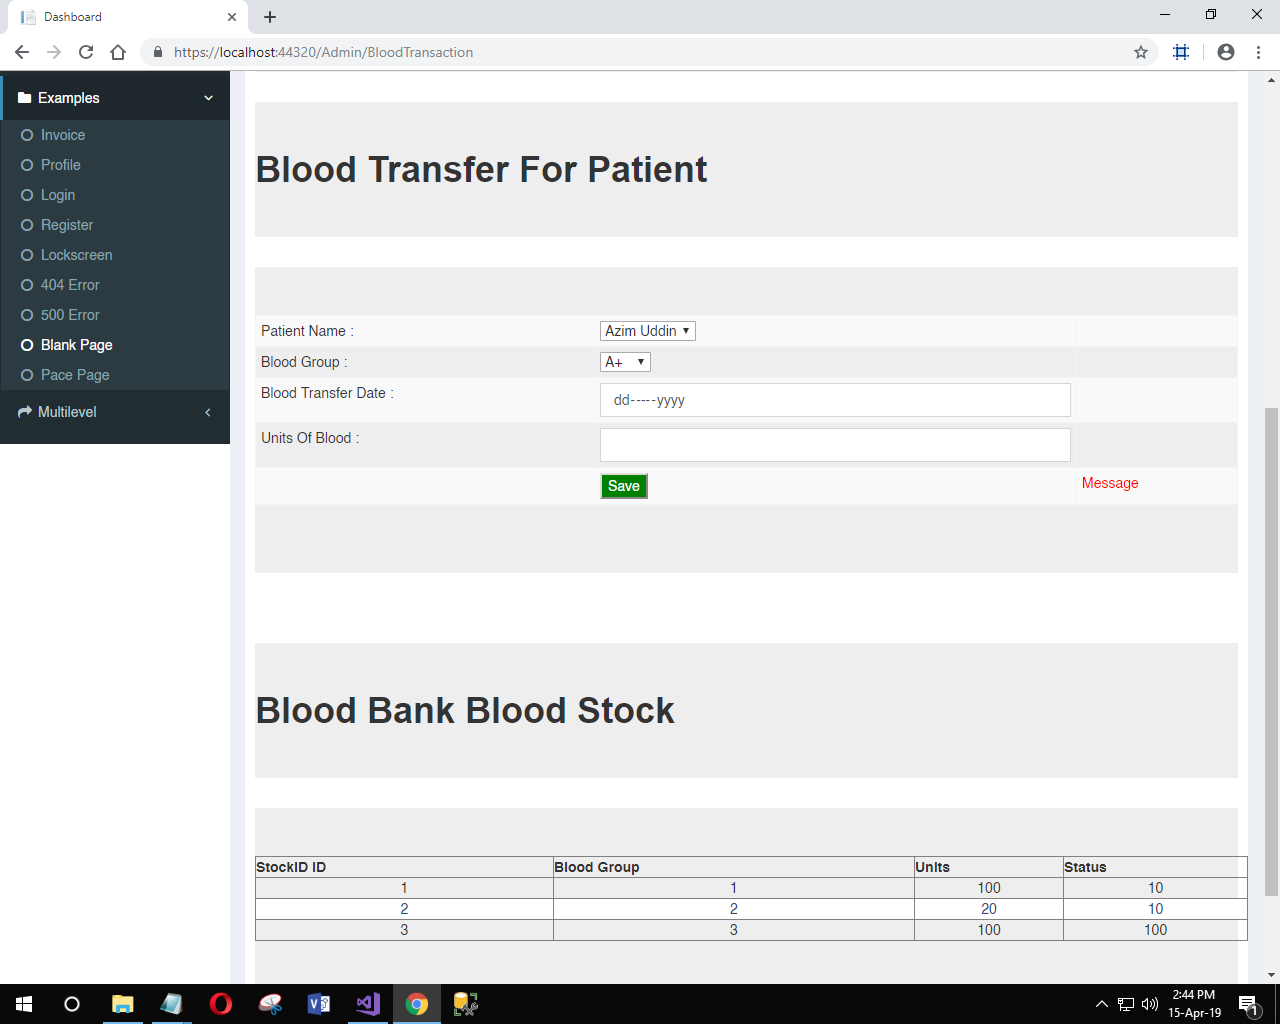 Dashboard
https://localhost:44320/Admin/BloodTransaction
Examples
Invoice
Profile
Login
Register
Lockscreen
404 Error
500 Error
Blank Page
Pace Page
Multilevel
Blood Transfer For Patient
Patient Name : Azim Uddin
Blood Group : A+
Blood Transfer Date : dd-----yyyy
Units Of Blood :
Save Message
Blood Bank Blood Stock
StockID ID Blood Group Units Status
1 1 100 10
2 2 20 10
3 3 100 100
2:44 PM
15-Apr-19
1